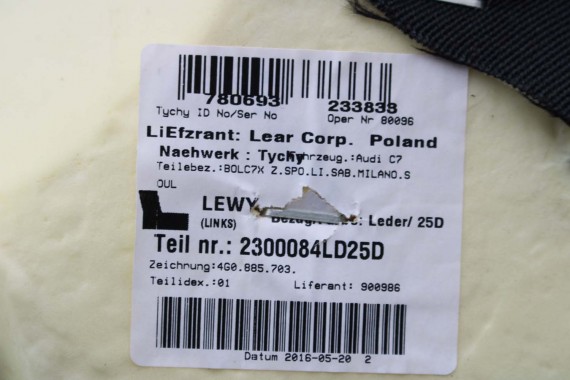 780693 233833
Tychy ID No/Ser No Oper Nr 80096
LiEfzrant: Lear Corp. Poland
Naehwerk : Tychy hrzeug.:Audi C7
Teilebez.:BOLC7X Z.SPO.LI.SAB.MILANO.S
OUL
L LEWY
(LINKS) Leder/ 25D
Teil nr.: 2300084LD25D
Zeichnung:4G0.885.703.
Teilidex.:01 Liferant: 900986
Datum 2016-05-20 2